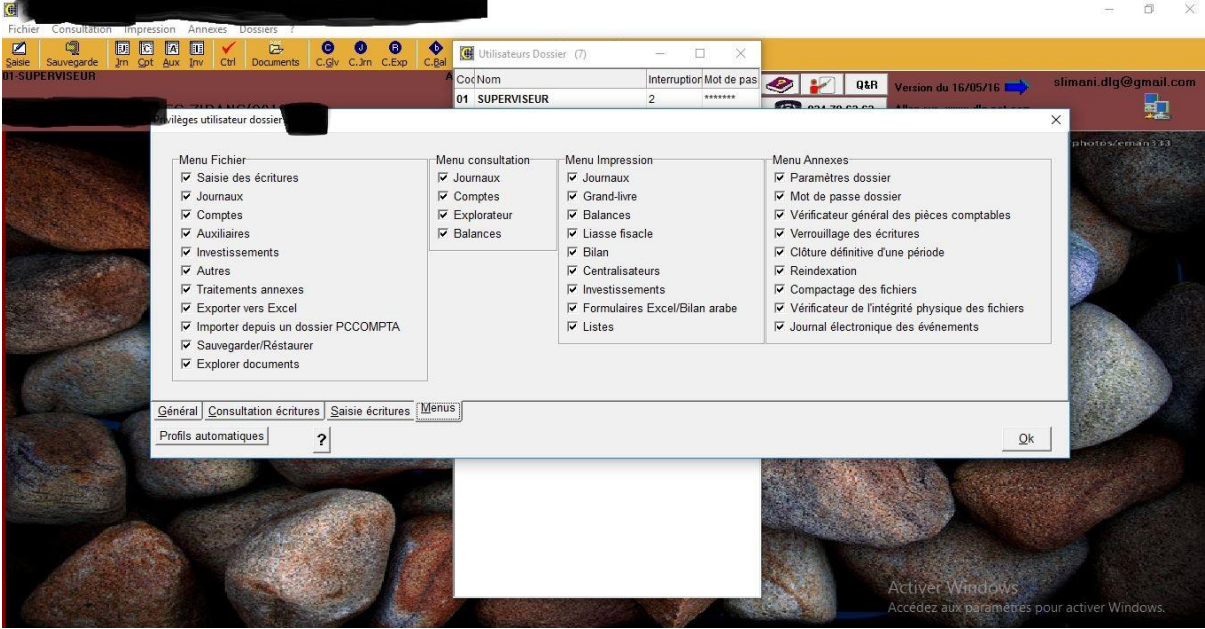 Fichier Consultation Impression Annexes Dossiers ?
Saisie Sauvegarde Jrn Cpt Aux Inv Ctrl Documents C.Glv C.Jrn C.Exp C.Bal
01-SUPERVISEUR
Utilisateurs Dossier (7)
Nom Interruption Mot de pas
01 SUPERVISEUR 2 *******
Q&R Version du 16/05/16 slimani.dlg@gmail.com
Privilèges utilisateur dossier
photos/eman333
Menu Fichier
Saisie des écritures
Journaux
Comptes
Auxiliaires
Investissements
Autres
Traitements annexes
Exporter vers Excel
Importer depuis un dossier PCCOMPTA
Sauvegarder/Réstaurer
Explorer documents
Menu consultation
Journaux
Comptes
Explorateur
Balances
Menu Impression
Journaux
Grand-livre
Balances
Liasse fisacle
Bilan
Centralisateurs
Investissements
Formulaires Excel/Bilan arabe
Listes
Menu Annexes
Paramètres dossier
Mot de passe dossier
Vérificateur général des pièces comptables
Verrouillage des écritures
Clôture définitive d'une période
Reindexation
Compactage des fichiers
Vérificateur de l'intégrité physique des fichiers
Journal électronique des événements
Général Consultation écritures Saisie écritures Menus
Profils automatiques ? Ok
Activer Windows
Accédez aux paramètres pour activer Windows.